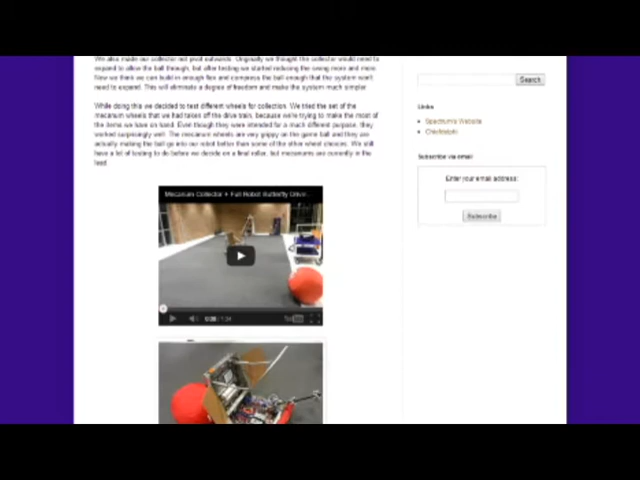 We also made our collector not pivot outwards. Originally we thought the collector would need to
expand to allow the ball through, but after testing we started reducing the swing more and more.
Now we think we can build in enough flex and compress the ball enough that the system won't
need to expand. This will eliminate a degree of freedom and make the system much simpler
While doing this we decided to test different wheels for collection. We tried the set of the
mecanum wheels that we had taken off the drive train, because we're trying to make the most of
the items we have on hand. Even though they were intended for a much different purpose, they
worked surprisingly well. The mecanum wheels are very grippy on the game ball and they are
actually making the ball go into our robot better than some of the other wheel choices. We still
have a lot of testing to do before we decide on a final roller, but mecanums are currently in the
lead.
Mecanum Collector + Full Robot Butterfly Drive...
Search
Links
Spectrum's Website
ChiefDelphi
Subscribe via email
Enter your email address:
Subscribe